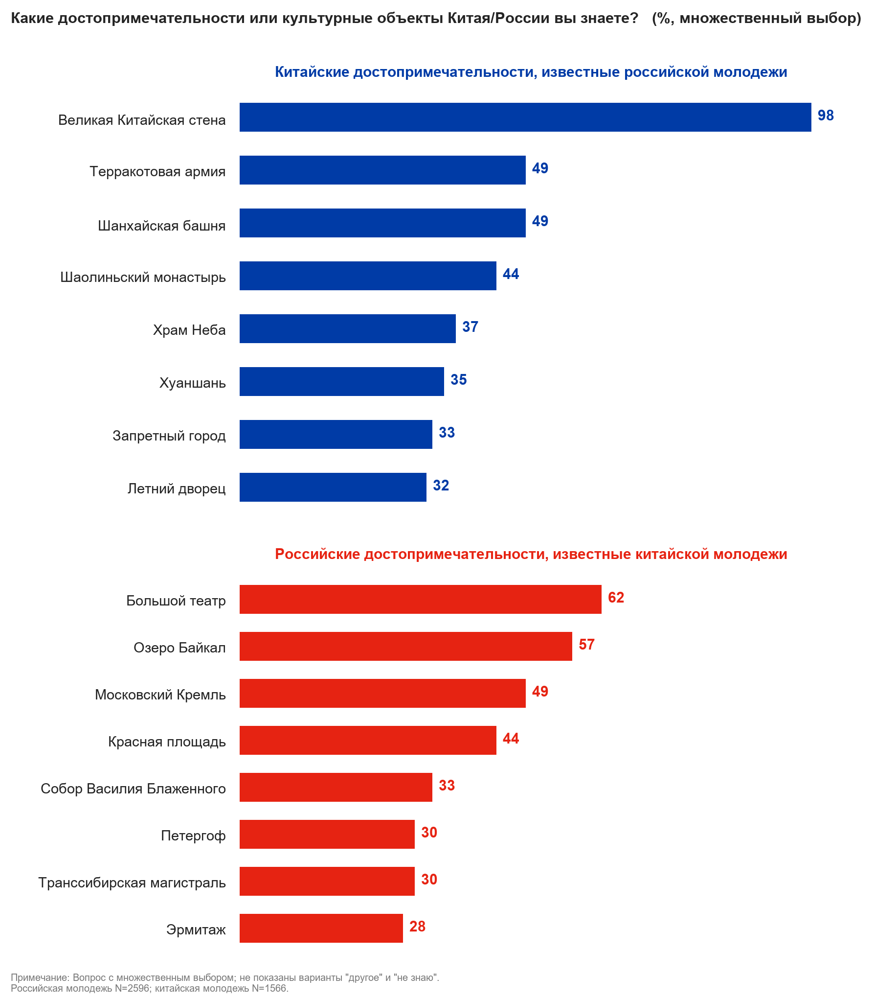 Какие достопримечательности или культурные объекты Китая/России вы знаете? (%, множественный выбор)
Китайские достопримечательности, известные российской молодежи
Великая Китайская стена 98
Терракотовая армия 49
Шанхайская башня 49
Шаолиньский монастырь 44
Храм Неба 37
Хуаншань 35
Запретный город 33
Летний дворец 32
Российские достопримечательности, известные китайской молодежи
Большой театр 62
Озеро Байкал 57
Московский Кремль 49
Красная площадь 44
Собор Василия Блаженного 33
Петергоф 30
Транссибирская магистраль 30
Эрмитаж 28
Примечание: Вопрос с множественным выбором; не показаны варианты "другое" и "не знаю".
Российская молодежь N=2596; китайская молодежь N=1566.